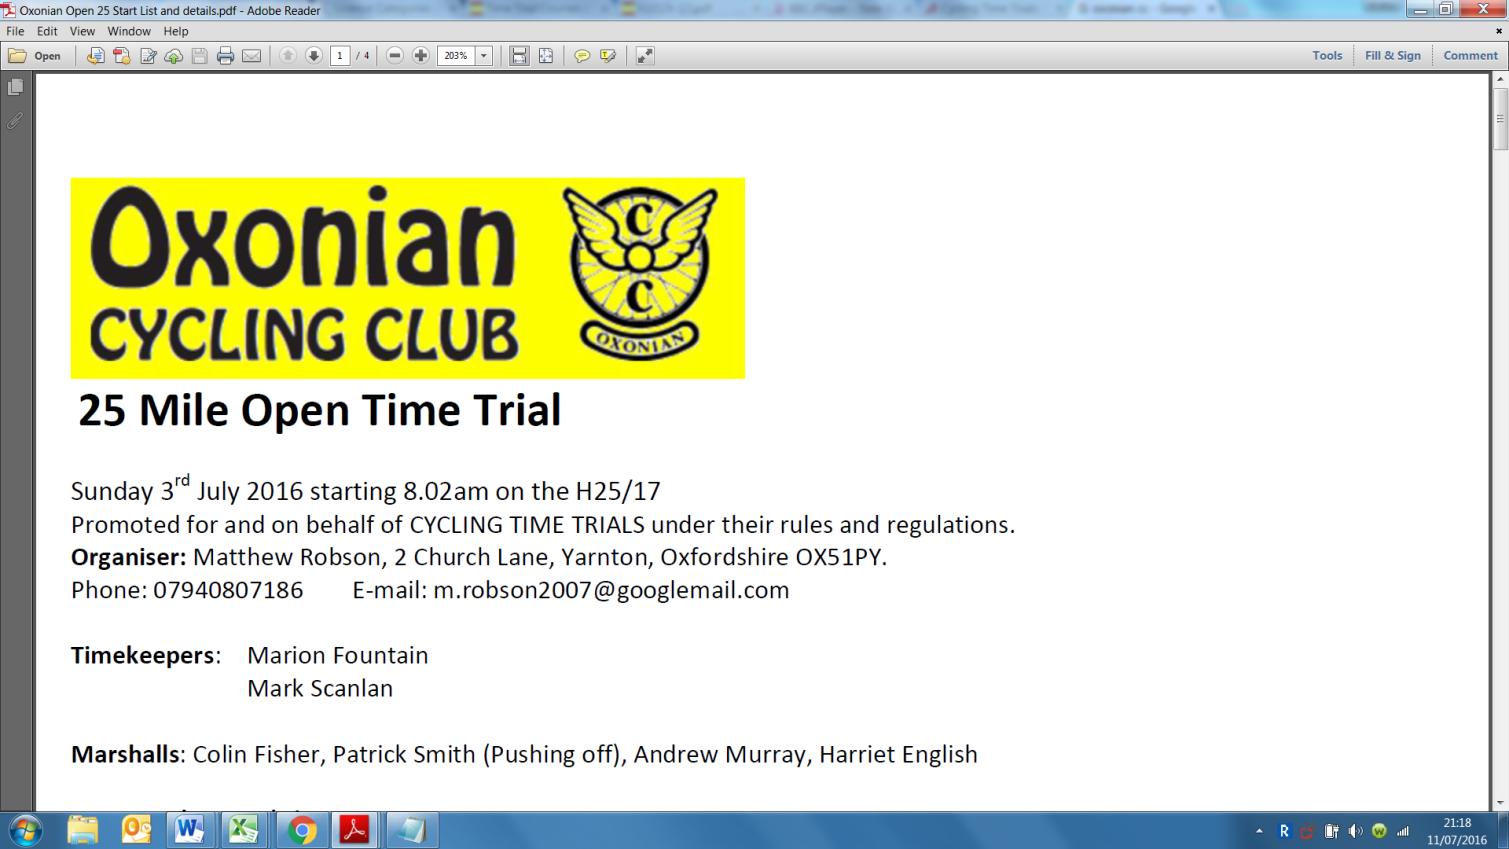 Oxonian Open 25 Start List and details.pdf - Adobe Reader
File Edit View Window Help
Open 1 / 4 203% Tools Fill & Sign Comment
Oxonian
CYCLING CLUB
C
C
OXONIAN
25 Mile Open Time Trial
Sunday 3rd July 2016 starting 8.02am on the H25/17
Promoted for and on behalf of CYCLING TIME TRIALS under their rules and regulations.
Organiser: Matthew Robson, 2 Church Lane, Yarnton, Oxfordshire OX51PY.
Phone: 07940807186 E-mail: m.robson2007@googlemail.com
Timekeepers: Marion Fountain
Mark Scanlan
Marshalls: Colin Fisher, Patrick Smith (Pushing off), Andrew Murray, Harriet English
21:18
11/07/2016